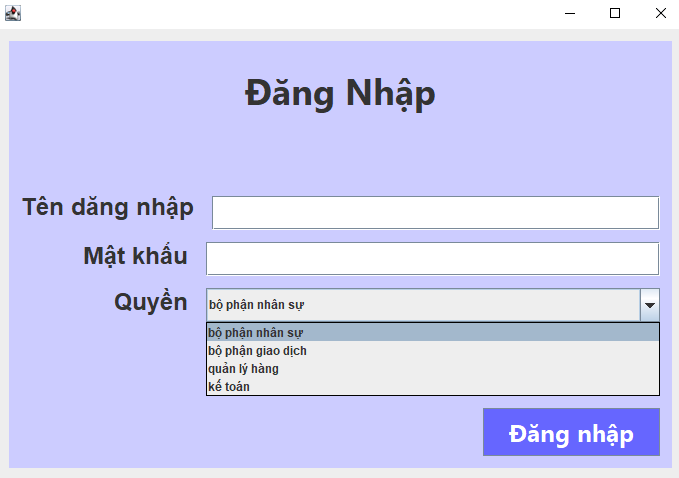 Đăng Nhập
Tên dăng nhập
Mật khẩu
Quyền
bộ phận nhân sự
bộ phận nhân sự
bộ phận giao dịch
quản lý hàng
kế toán
Đăng nhập